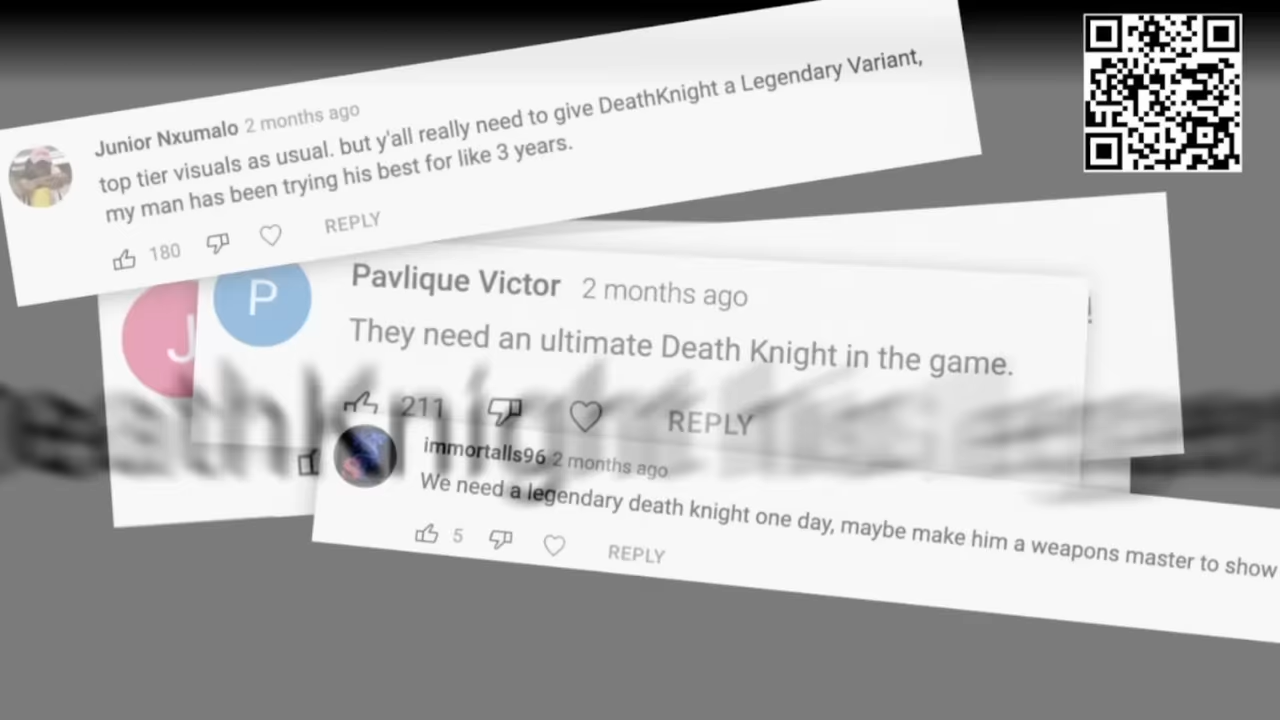 Junior Nxumalo 2 months ago
top tier visuals as usual. but y'all really need to give DeathKnight a Legendary Variant,
my man has been trying his best for like 3 years.
180 REPLY
J
P
Pavlique Victor 2 months ago
They need an ultimate Death Knight in the game.
211 REPLY
immortalls96 2 months ago
We need a legendary death knight one day, maybe make him a weapons master to show
5 REPLY